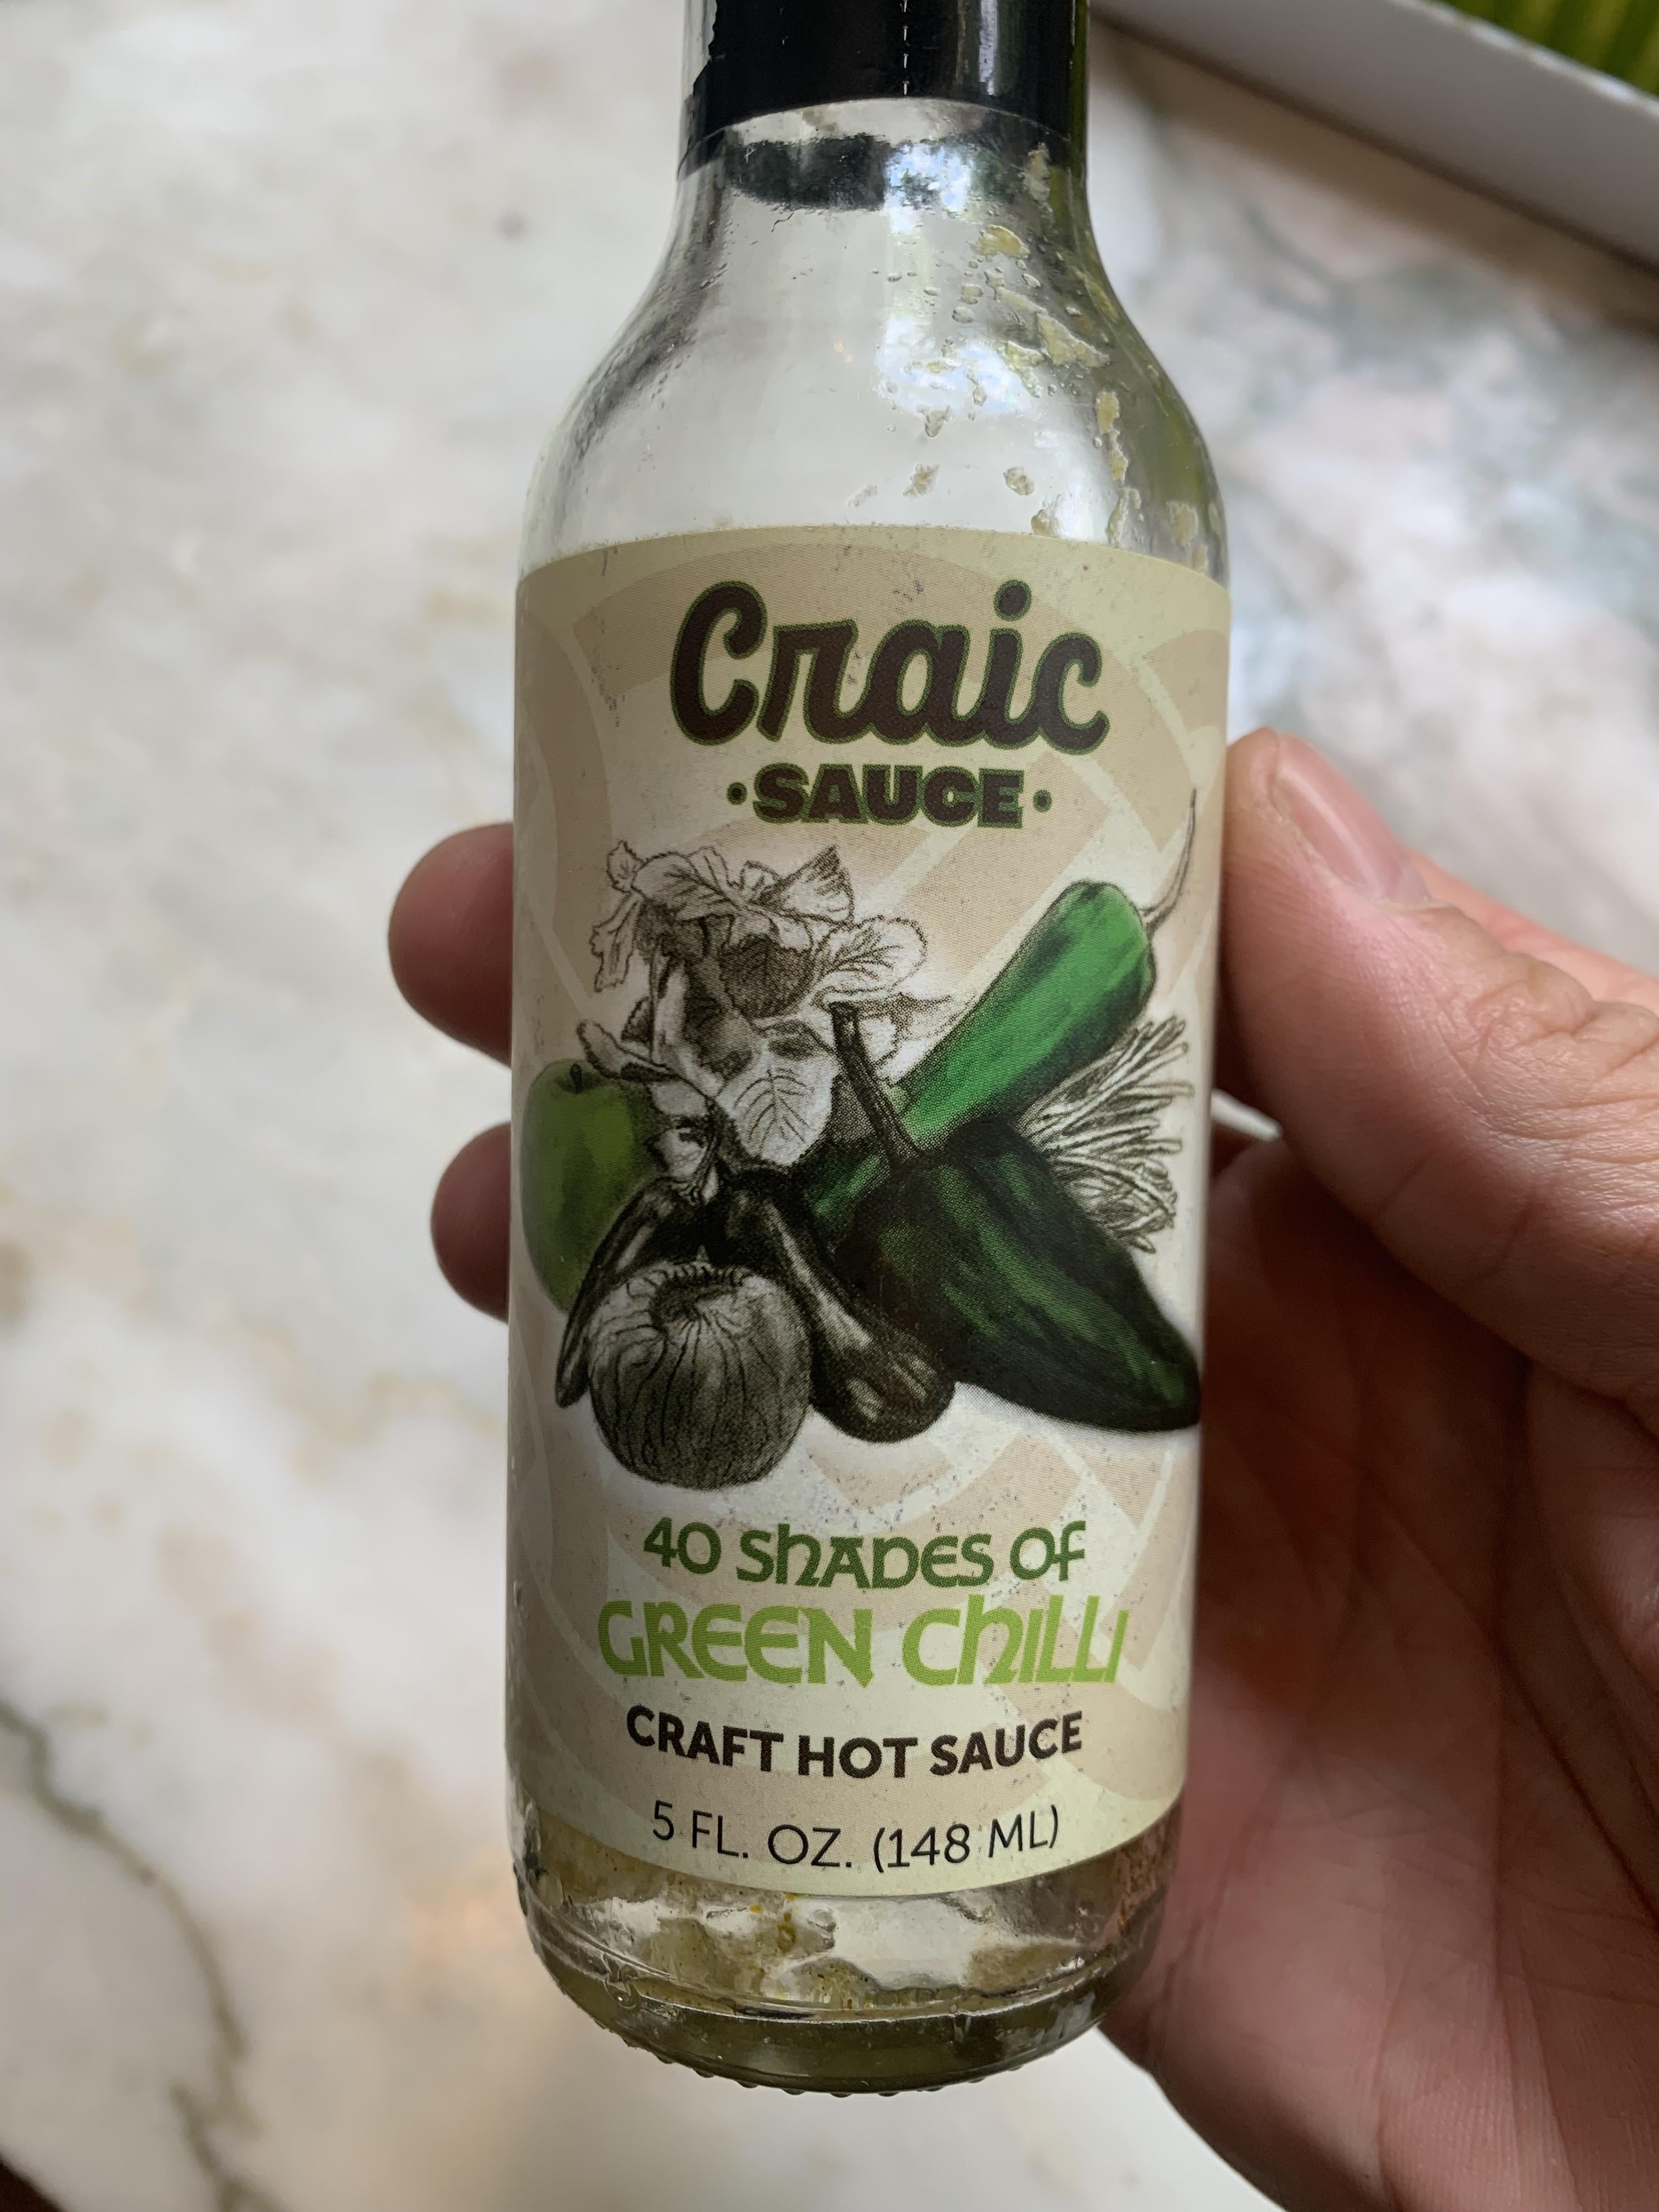 Craic
·SAUCE·
40 SHADES OF
GREEN CHILLI
CRAFT HOT SAUCE
5 FL. OZ. (148 ML)